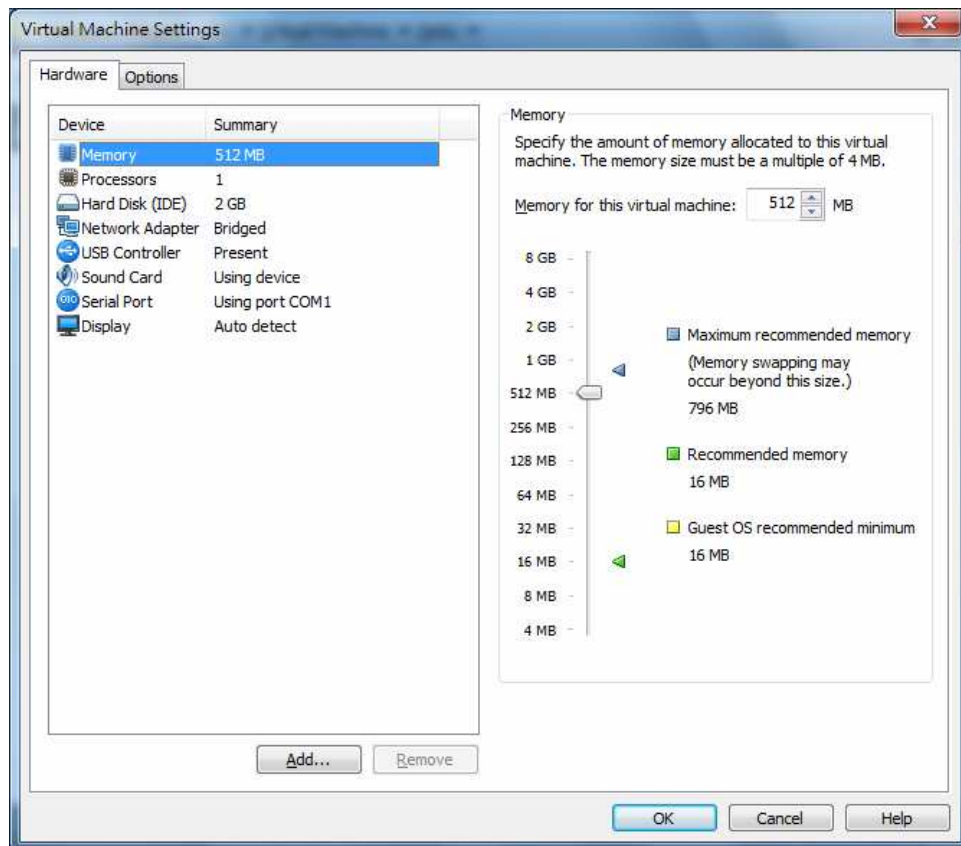 Virtual Machine Settings
Hardware
Options
Device Summary
Memory 512 MB
Processors 1
Hard Disk (IDE) 2 GB
Network Adapter Bridged
USB Controller Present
Sound Card Using device
Serial Port Using port COM1
Display Auto detect
Add...
Remove
Memory
Specify the amount of memory allocated to this virtual
machine. The memory size must be a multiple of 4 MB.
Memory for this virtual machine: 512 MB
8 GB
4 GB
2 GB
1 GB
512 MB
256 MB
128 MB
64 MB
32 MB
16 MB
8 MB
4 MB
Maximum recommended memory
(Memory swapping may
occur beyond this size.)
796 MB
Recommended memory
16 MB
Guest OS recommended minimum
16 MB
OK
Cancel
Help